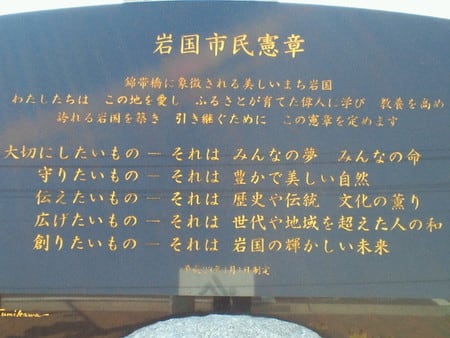 岩国市民憲章
錦帯橋に象徴される美しいまち岩国
わたしたちは この地を愛し ふるさとが育てた偉人に学び 教養を高め
誇れる岩国を築き 引き継ぐために この憲章を定めます
大切にしたいもの ― それは みんなの夢 みんなの命
守りたいもの ― それは 豊かで美しい自然
伝えたいもの ― それは 歴史や伝統 文化の薫り
広げたいもの ― それは 世代や地域を超えた人の和
創りたいもの ― それは 岩国の輝かしい未来
制定